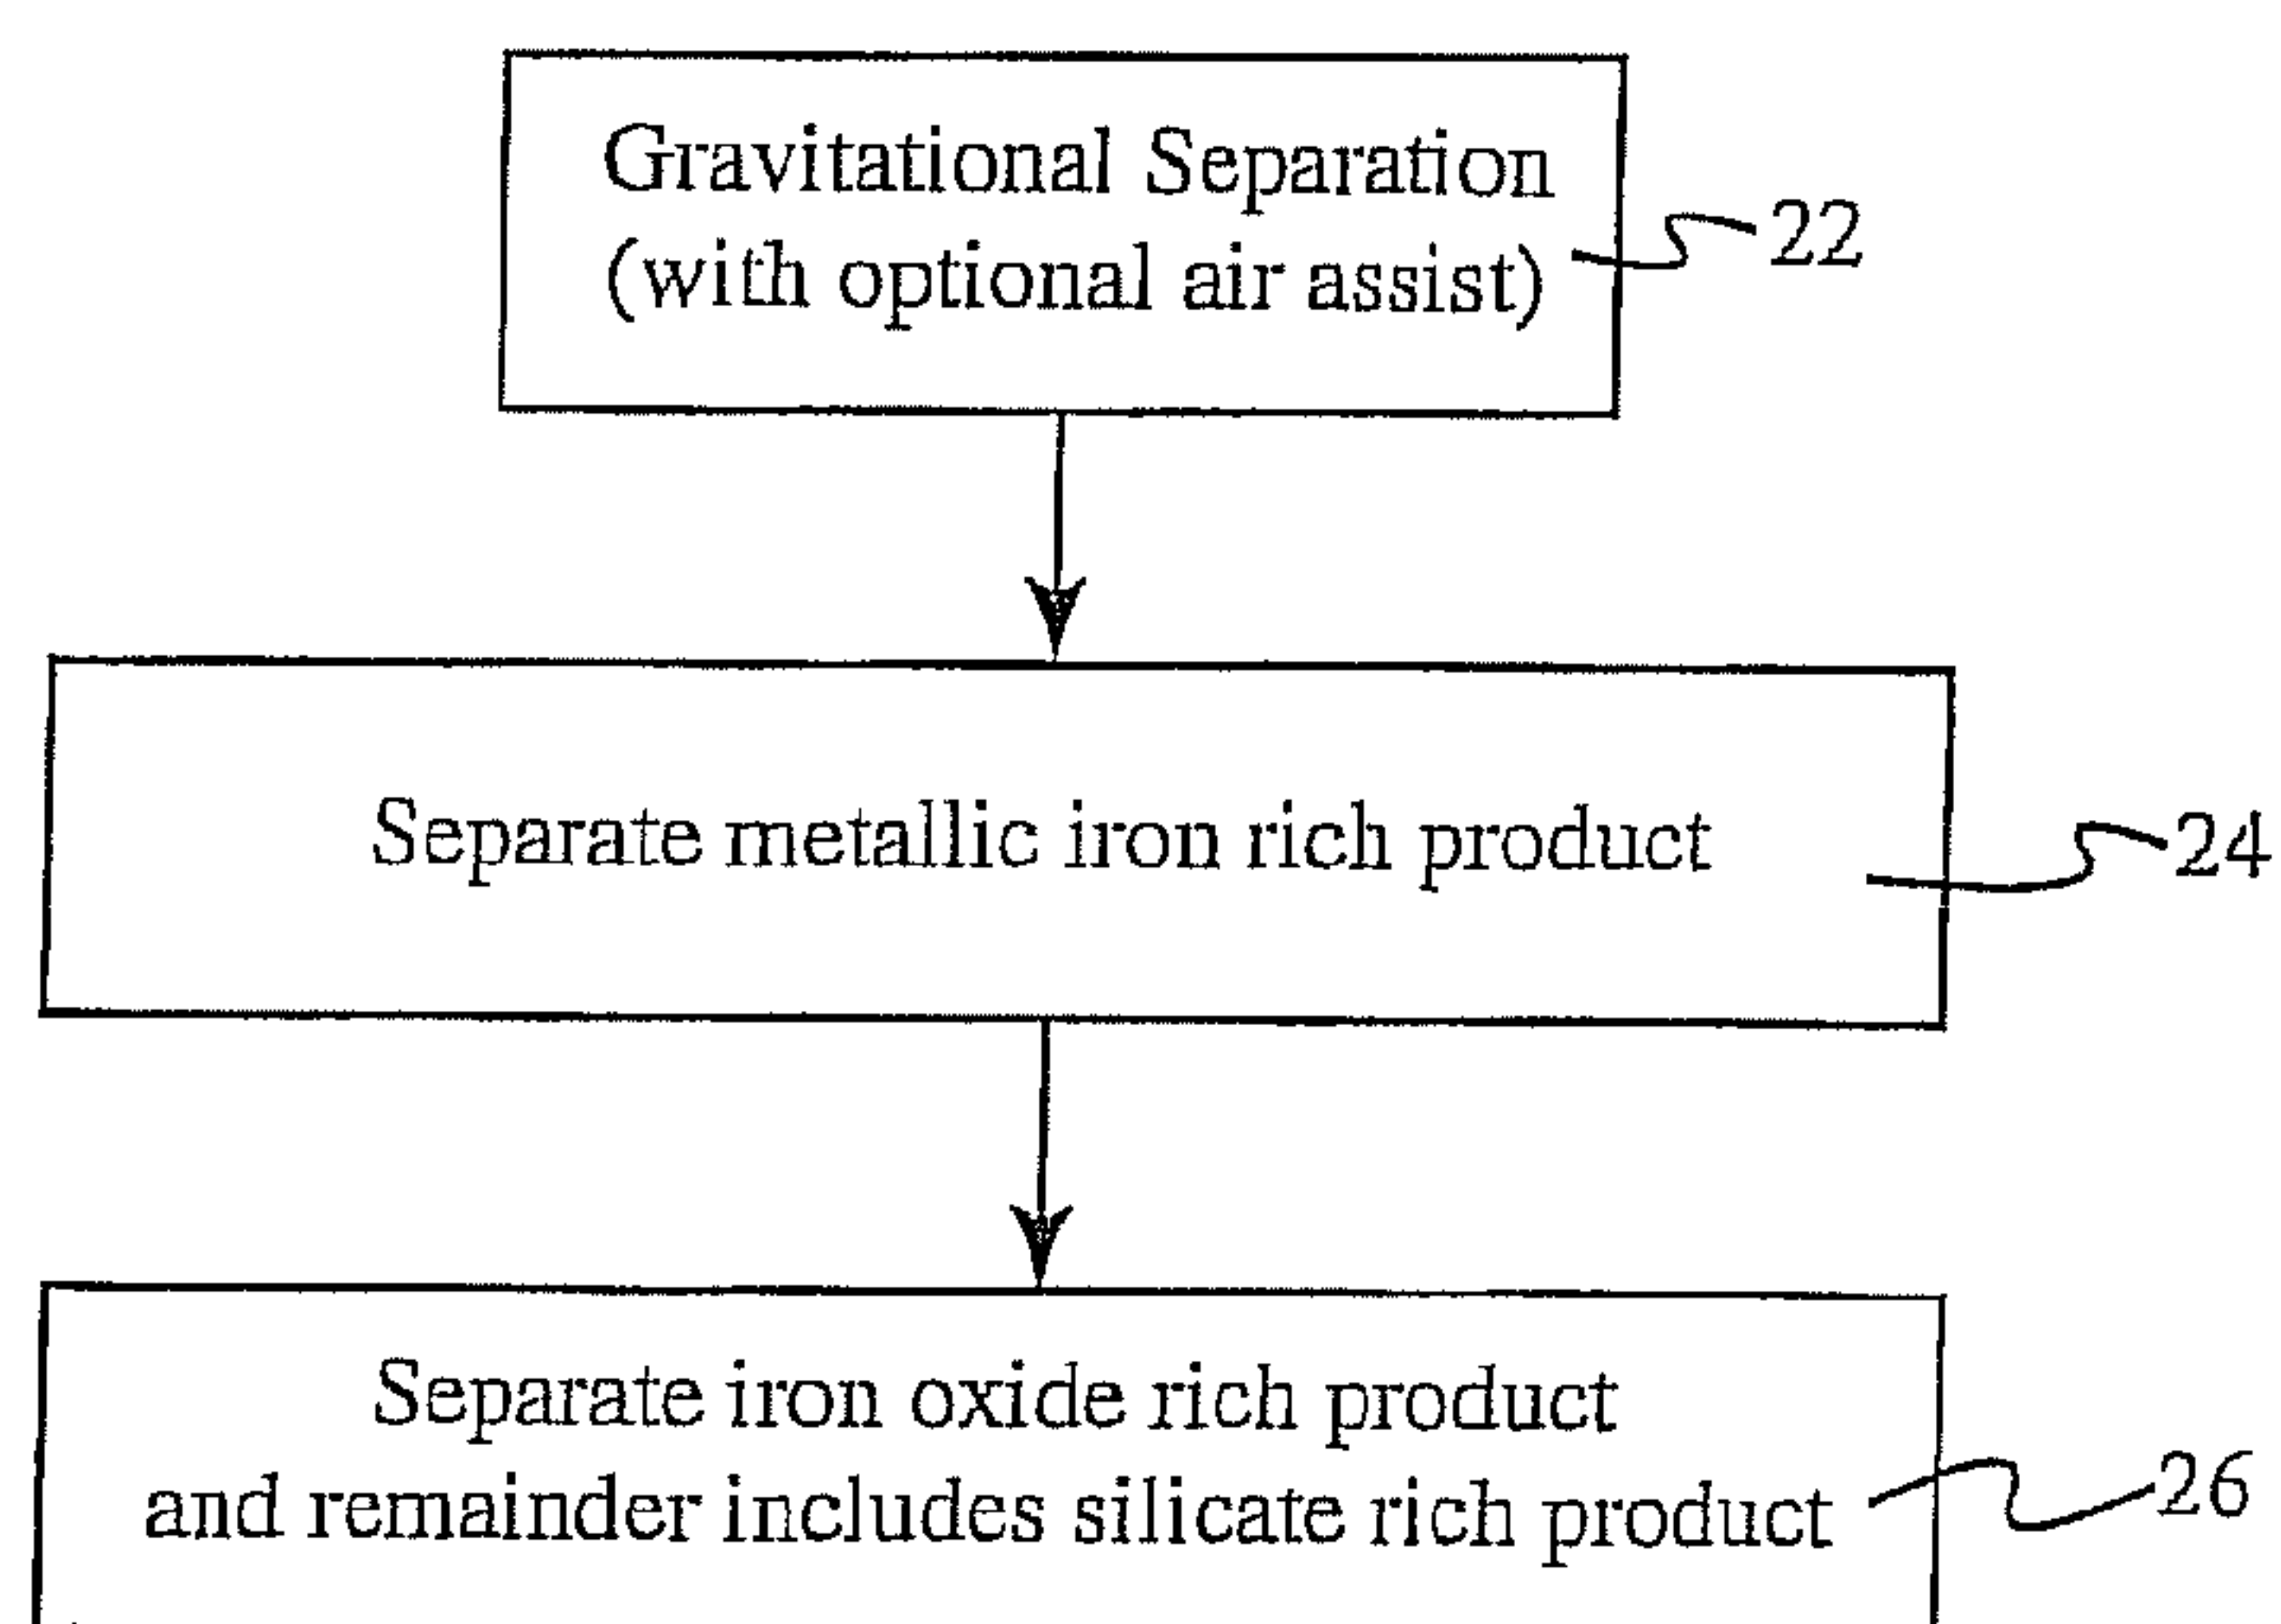 Gravitational Separation
(with optional air assist)
22
Separate metallic iron rich product
24
Separate iron oxide rich product
and remainder includes silicate rich product
26